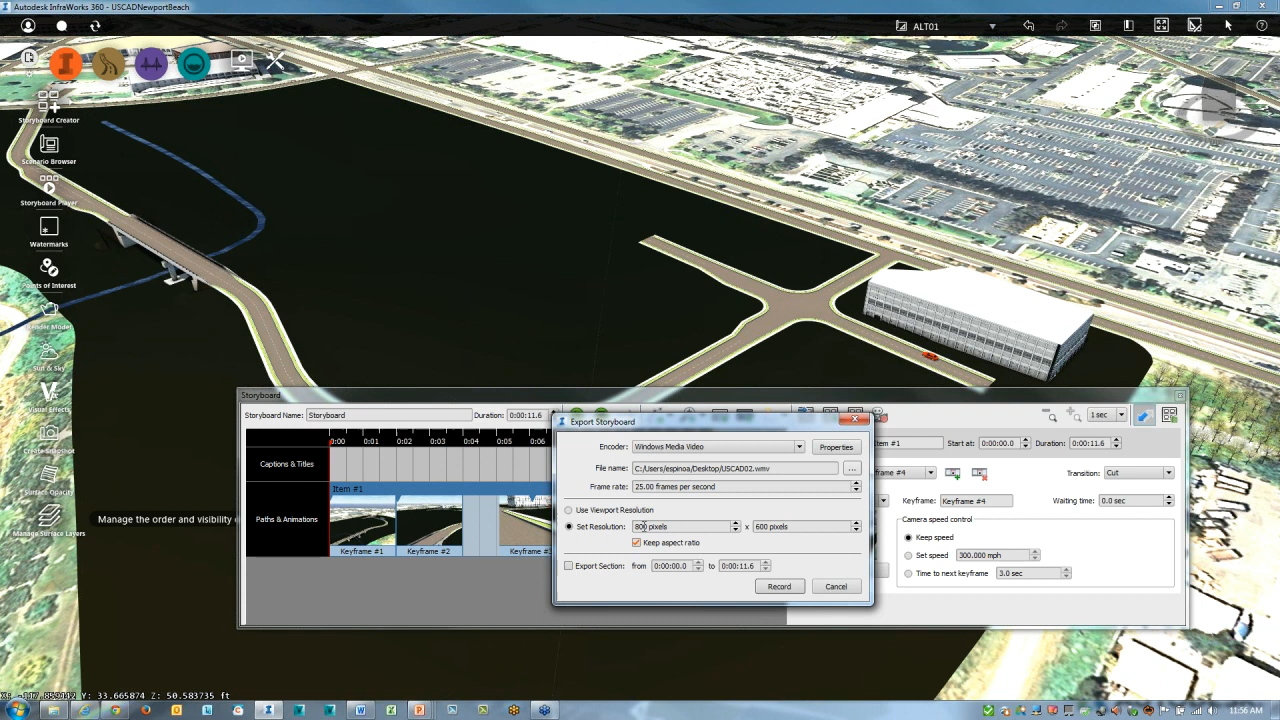 Autodesk InfraWorks 360 - USCADNewportBeach
ALT01
Storyboard Creator
Scenario Browser
Storyboard Player
Watermarks
Points of Interest
Render Model
Sun & Sky
Visual Effects
Create Snapshot
Surface Opacity
Manage Surface Layers
Manage the order and visibility
Storyboard
Storyboard Name: Storyboard Duration: 0:00:11.6
1 sec
0:00 0:01 0:02 0:03 0:04 0:05 0:06
Captions & Titles
Item #1
Paths & Animations
Keyframe #1 Keyframe #2 Keyframe #3
Export Storyboard
Encoder: Windows Media Video Properties
File name: C:/Users/espinoa/Desktop/USCAD02.wmv ...
Frame rate: 25.00 frames per second
Use Viewport Resolution
Set Resolution: 800 pixels x 600 pixels
Keep aspect ratio
Export Section: from 0:00:00.0 to 0:00:11.6
Record Cancel
Item #1 Start at: 0:00:00.0 Duration: 0:00:11.6
frame #4 Transition: Cut
Keyframe: Keyframe #4 Waiting time: 0.0 sec
Camera speed control
Keep speed
Set speed 300.000 mph
Time to next keyframe 3.0 sec
Y: 33.665874 Z: 50.583735 ft
11:56 AM